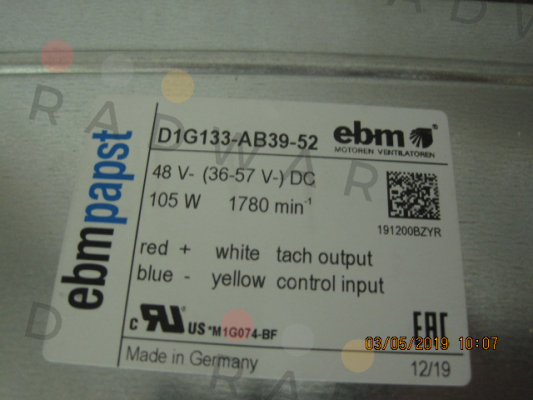 ebmpapst
D1G133-AB39-52
ebm
MOTOREN VENTILATOREN
48 V- (36-57 V-) DC
105 W 1780 min-1
191200BZYR
red + white tach output
blue - yellow control input
c RU US *M1G074-BF
EAC
Made in Germany
12/19
03/05/2019 10:07
RADWAR
D